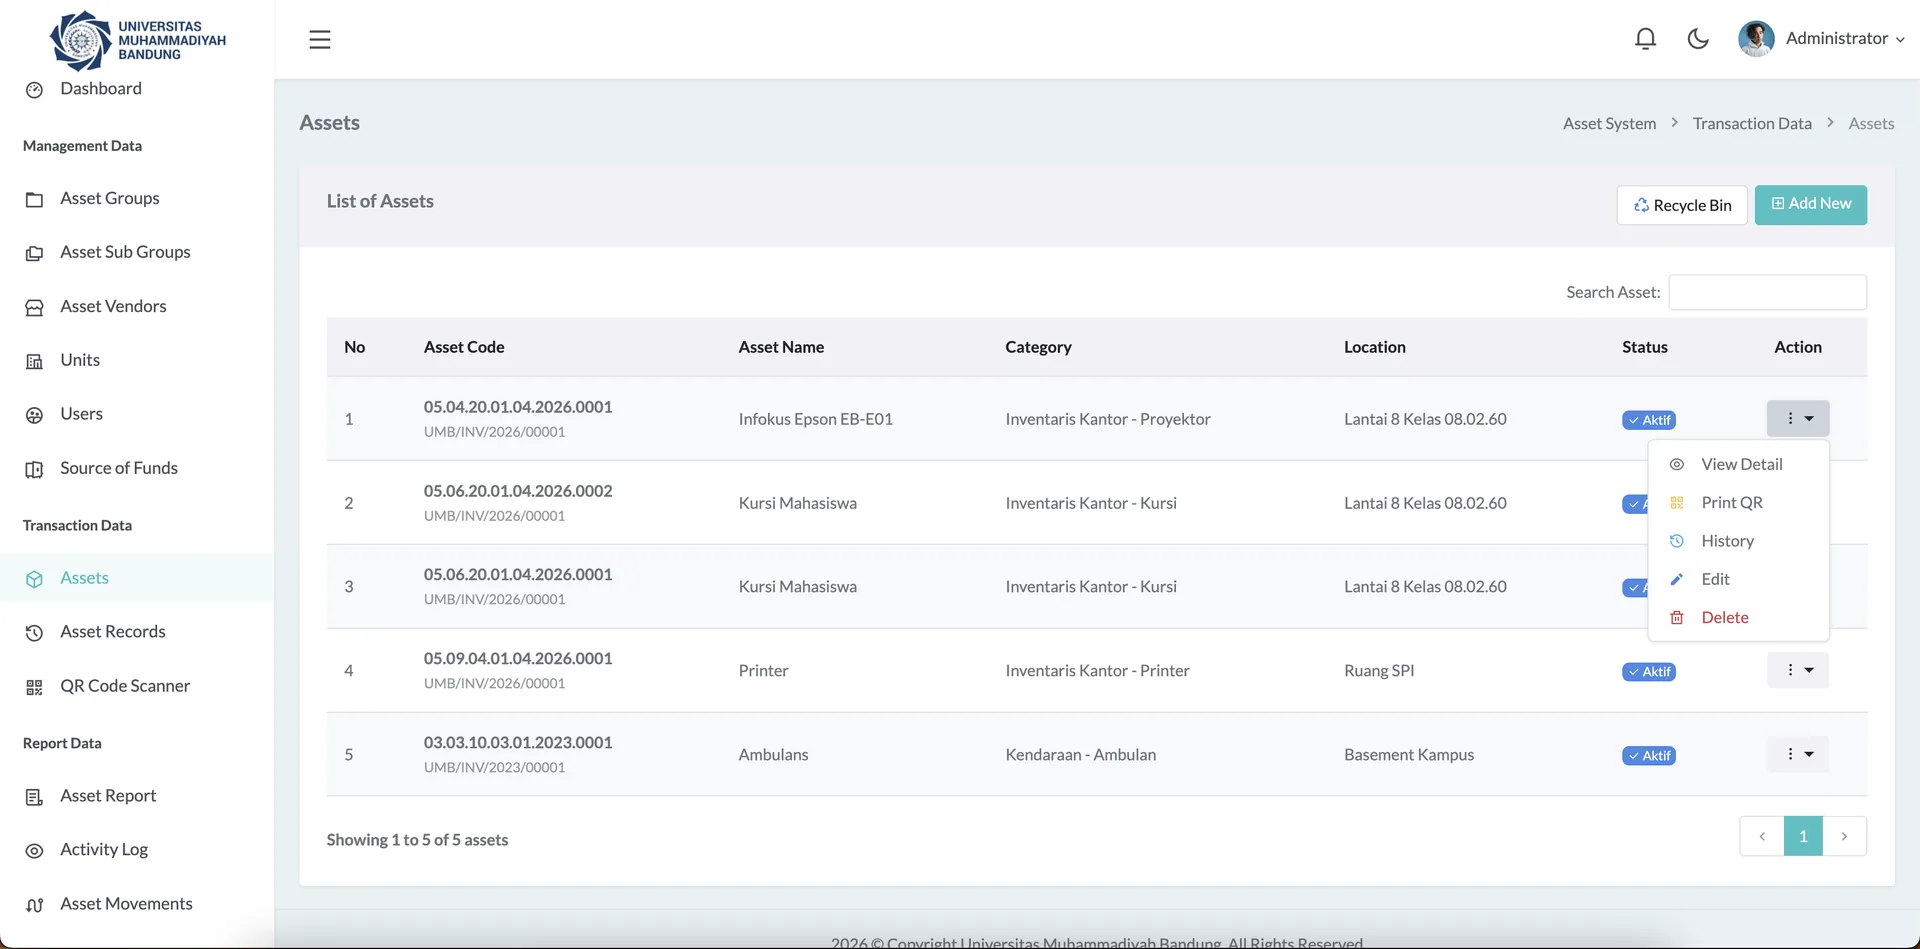 UNIVERSITAS
MUHAMMADIYAH
BANDUNG
Administrator
Dashboard
Management Data
Asset Groups
Asset Sub Groups
Asset Vendors
Units
Users
Source of Funds
Transaction Data
Assets
Asset Records
QR Code Scanner
Report Data
Asset Report
Activity Log
Asset Movements
Assets
Asset System > Transaction Data > Assets
List of Assets
Recycle Bin
Add New
Search Asset:
No Asset Code Asset Name Category Location Status Action
1 05.04.20.01.04.2026.0001 Infokus Epson EB-E01 Inventaris Kantor - Proyektor Lantai 8 Kelas 08.02.60 Aktif
UMB/INV/2026/00001
View Detail
Print QR
History
Edit
Delete
2 05.06.20.01.04.2026.0002 Kursi Mahasiswa Inventaris Kantor - Kursi Lantai 8 Kelas 08.02.60
UMB/INV/2026/00001
3 05.06.20.01.04.2026.0001 Kursi Mahasiswa Inventaris Kantor - Kursi Lantai 8 Kelas 08.02.60
UMB/INV/2026/00001
4 05.09.04.01.04.2026.0001 Printer Inventaris Kantor - Printer Ruang SPI Aktif
UMB/INV/2026/00001
5 03.03.10.03.01.2023.0001 Ambulans Kendaraan - Ambulan Basement Kampus Aktif
UMB/INV/2023/00001
Showing 1 to 5 of 5 assets
‹ 1 ›
2026 © Copyright Universitas Muhammadiyah Bandung. All Rights Reserved